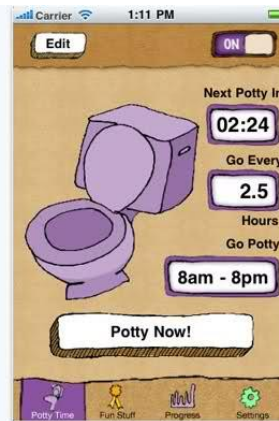 Carrier 1:11 PM
Edit ON
Next Potty In
02:24
Go Every
2.5
Hours
Go Potty
8am - 8pm
Potty Now!
Potty Time Fun Stuff Progress Settings